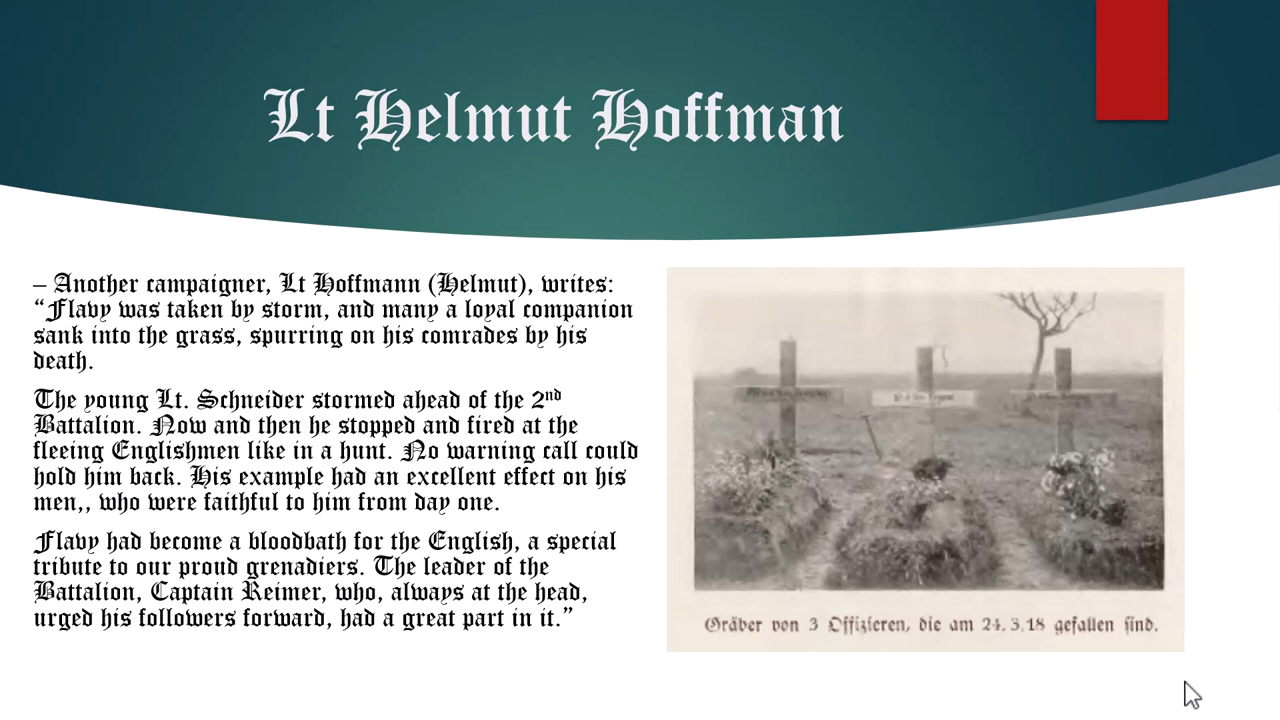 Lt Helmut Hoffman
– Another campaigner, Lt Hoffmann (Helmut), writes:
“Flavy was taken by storm, and many a loyal companion
sank into the grass, spurring on his comrades by his
death.
The young Lt. Schneider stormed ahead of the 2nd
Battalion. Now and then he stopped and fired at the
fleeing Englishmen like in a hunt. No warning call could
hold him back. His example had an excellent effect on his
men,, who were faithful to him from day one.
Flavy had become a bloodbath for the English, a special
tribute to our proud grenadiers. The leader of the
Battalion, Captain Reimer, who, always at the head,
urged his followers forward, had a great part in it.”
Gräber von 3 Offizieren, die am 24.3.18 gefallen sind.